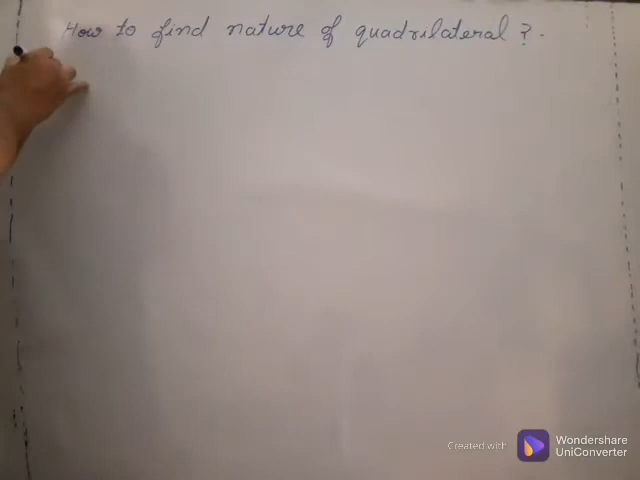 How to find nature of quadrilateral ?.
Created with
Wondershare
UniConverter